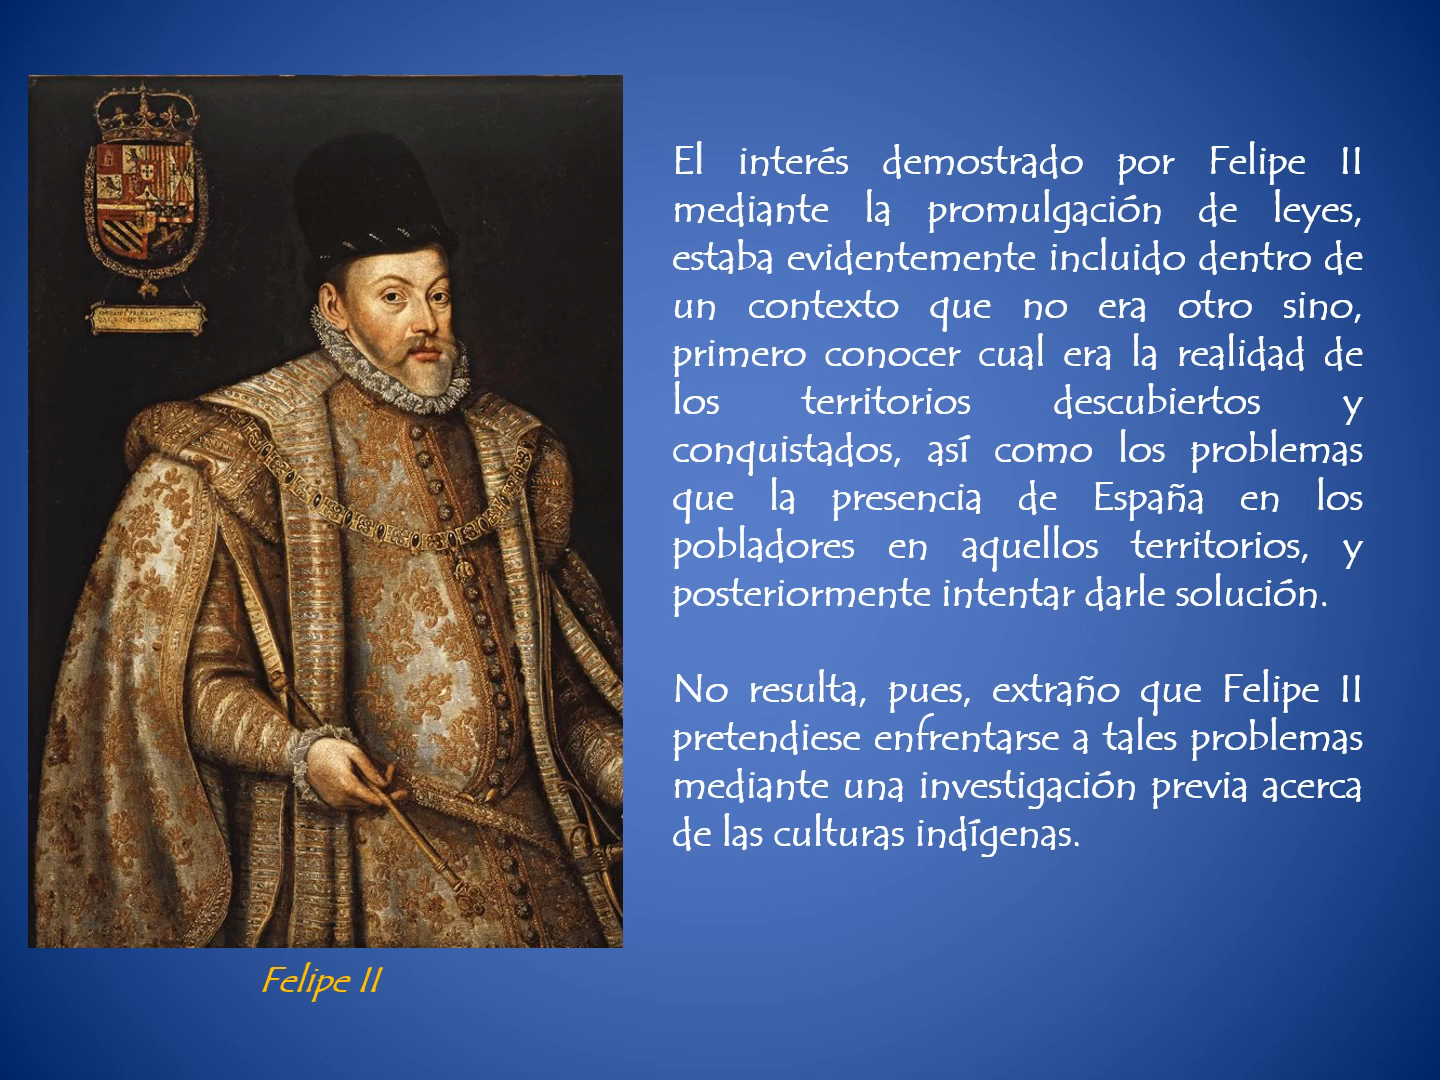 El interés demostrado por Felipe II
mediante la promulgación de leyes,
estaba evidentemente incluido dentro de
un contexto que no era otro sino,
primero conocer cual era la realidad de
los territorios descubiertos y
conquistados, así como los problemas
que la presencia de España en los
pobladores en aquellos territorios, y
posteriormente intentar darle solución.
No resulta, pues, extraño que Felipe II
pretendiese enfrentarse a tales problemas
mediante una investigación previa acerca
de las culturas indígenas.
Felipe II